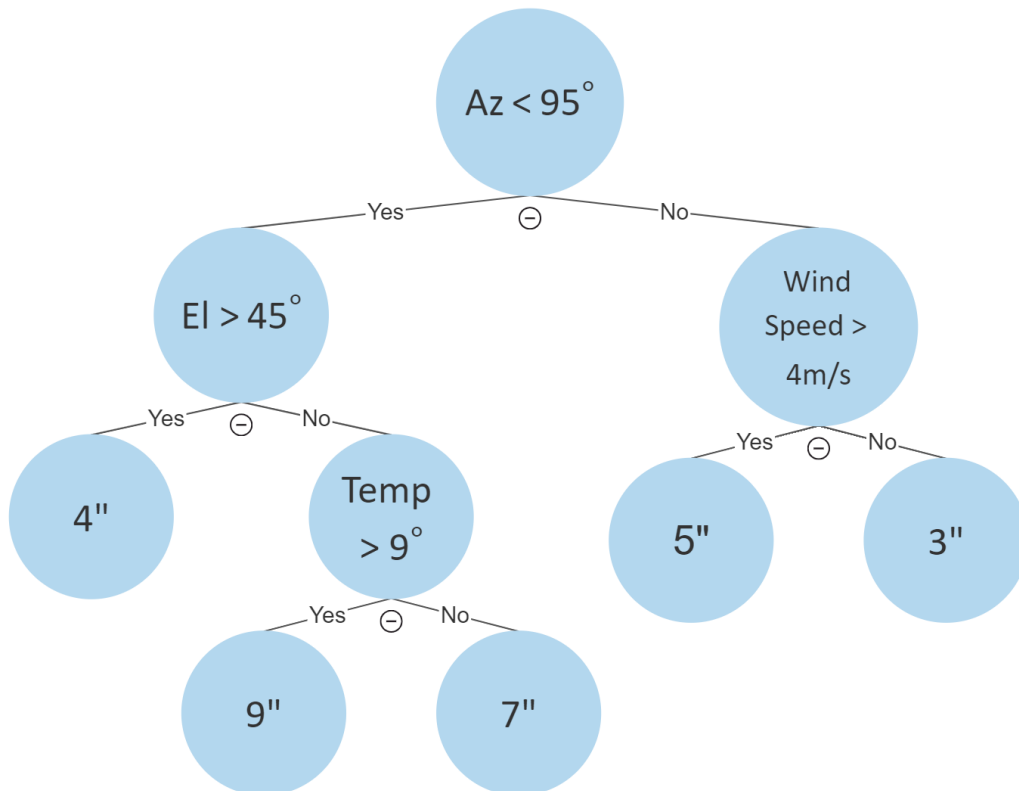 Az < 95°
Yes
No
El > 45°
Wind
Speed >
4m/s
Yes
No
Yes
No
4"
Temp
> 9°
5"
3"
Yes
No
9"
7"